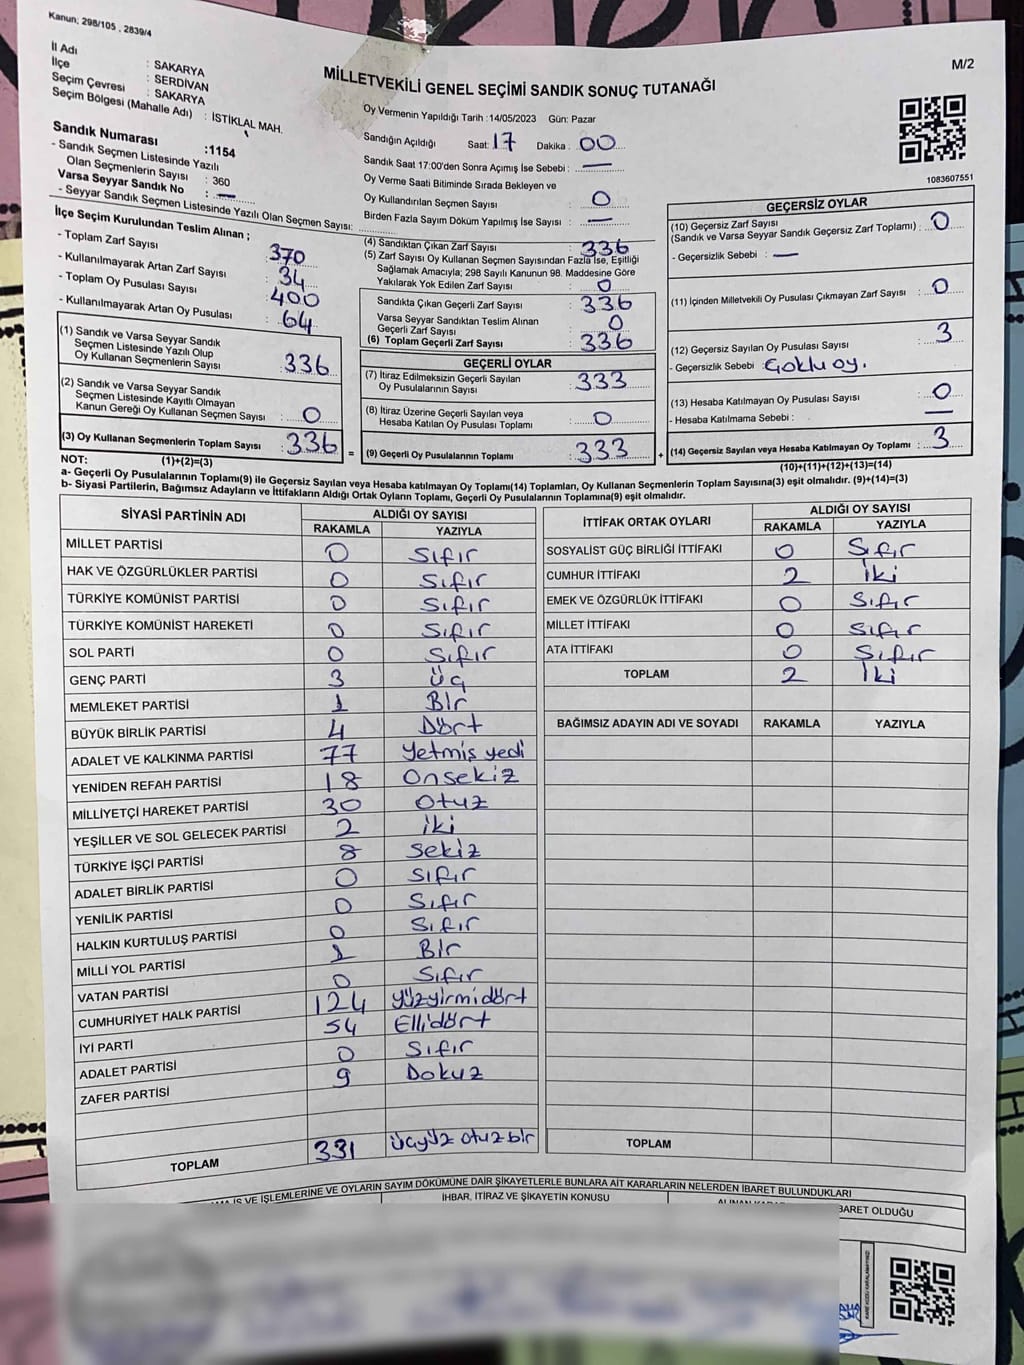 Kanun; 298/105 , 2839/4
İl Adı : SAKARYA
İlçe : SERDİVAN
Seçim Çevresi : SAKARYA
Seçim Bölgesi (Mahalle Adı) : İSTİKLAL MAH.
M/2
MİLLETVEKİLİ GENEL SEÇİMİ SANDIK SONUÇ TUTANAĞI
Oy Vermenin Yapıldığı Tarih :14/05/2023 Gün: Pazar
Sandığın Açıldığı Saat: 17 Dakika : 00
Sandık Saat 17:00'den Sonra Açımış İse Sebebi : —
Oy Verme Saati Bitiminde Sırada Bekleyen ve
Oy Kullandırılan Seçmen Sayısı : 0
Birden Fazla Sayım Döküm Yapılmış İse Sayısı : —
1083607551
Sandık Numarası :1154
- Sandık Seçmen Listesinde Yazılı
Olan Seçmenlerin Sayısı : 360
Varsa Seyyar Sandık No : —
- Seyyar Sandık Seçmen Listesinde Yazılı Olan Seçmen Sayısı:
İlçe Seçim Kurulundan Teslim Alınan ;
- Toplam Zarf Sayısı : 370
- Kullanılmayarak Artan Zarf Sayısı : 34
- Toplam Oy Pusulası Sayısı : 400
- Kullanılmayarak Artan Oy Pusulası : 64
(1) Sandık ve Varsa Seyyar Sandık
Seçmen Listesinde Yazılı Olup
Oy Kullanan Seçmenlerin Sayısı : 336
(2) Sandık ve Varsa Seyyar Sandık
Seçmen Listesinde Kayıtlı Olmayan
Kanun Gereği Oy Kullanan Seçmen Sayısı : 0
(3) Oy Kullanan Seçmenlerin Toplam Sayısı : 336
(1)+(2)=(3)
(4) Sandıktan Çıkan Zarf Sayısı : 336
(5) Zarf Sayısı Oy Kullanan Seçmen Sayısından Fazla İse, Eşitliği
Sağlamak Amacıyla; 298 Sayılı Kanunun 98. Maddesine Göre
Yakılarak Yok Edilen Zarf Sayısı : 0
Sandıkta Çıkan Geçerli Zarf Sayısı : 336
Varsa Seyyar Sandıktan Teslim Alınan
Geçerli Zarf Sayısı : 0
(6) Toplam Geçerli Zarf Sayısı : 336
GEÇERLİ OYLAR
(7) İtiraz Edilmeksizin Geçerli Sayılan
Oy Pusulalarının Sayısı : 333
(8) İtiraz Üzerine Geçerli Sayılan veya
Hesaba Katılan Oy Pusulası Toplamı : 0
= (9) Geçerli Oy Pusulalarının Toplamı : 333
GEÇERSİZ OYLAR
(10) Geçersiz Zarf Sayısı
(Sandık ve Varsa Seyyar Sandık Geçersiz Zarf Toplamı) : 0
- Geçersizlik Sebebi : —
(11) İçinden Milletvekili Oy Pusulası Çıkmayan Zarf Sayısı : 0
(12) Geçersiz Sayılan Oy Pusulası Sayısı : 3
- Geçersizlik Sebebi : Çoklu oy.
(13) Hesaba Katılmayan Oy Pusulası Sayısı : 0
- Hesaba Katılmama Sebebi : —
+ (14) Geçersiz Sayılan veya Hesaba Katılmayan Oy Toplamı : 3
(10)+(11)+(12)+(13)=(14)
NOT:
a- Geçerli Oy Pusulalarının Toplamı(9) ile Geçersiz Sayılan veya Hesaba katılmayan Oy Toplamı(14) Toplamları, Oy Kullanan Seçmenlerin Toplam Sayısına(3) eşit olmalıdır. (9)+(14)=(3)
b- Siyasi Partilerin, Bağımsız Adayların ve İttifakların Aldığı Ortak Oyların Toplamı, Geçerli Oy Pusulalarının Toplamına(9) eşit olmalıdır.
SİYASİ PARTİNİN ADI ALDIĞI OY SAYISI
RAKAMLA YAZIYLA
MİLLET PARTİSİ 0 Sıfır
HAK VE ÖZGÜRLÜKLER PARTİSİ 0 Sıfır
TÜRKİYE KOMÜNİST PARTİSİ 0 Sıfır
TÜRKİYE KOMÜNİST HAREKETİ 0 Sıfır
SOL PARTİ 0 Sıfır
GENÇ PARTİ 3 Üç
MEMLEKET PARTİSİ 1 Bir
BÜYÜK BİRLİK PARTİSİ 4 Dört
ADALET VE KALKINMA PARTİSİ 77 Yetmiş yedi
YENİDEN REFAH PARTİSİ 18 Onsekiz
MİLLİYETÇİ HAREKET PARTİSİ 30 Otuz
YEŞİLLER VE SOL GELECEK PARTİSİ 2 iki
TÜRKİYE İŞÇİ PARTİSİ 8 Sekiz
ADALET BİRLİK PARTİSİ 0 Sıfır
YENİLİK PARTİSİ 0 Sıfır
HALKIN KURTULUŞ PARTİSİ 0 Sıfır
MİLLİ YOL PARTİSİ 1 Bir
VATAN PARTİSİ 0 Sıfır
CUMHURİYET HALK PARTİSİ 124 Yüzyirmidört
İYİ PARTİ 54 Ellidört
ADALET PARTİSİ 0 Sıfır
ZAFER PARTİSİ 9 Dokuz
TOPLAM 331 Üçyüz otuzbir
İTTİFAK ORTAK OYLARI ALDIĞI OY SAYISI
RAKAMLA YAZIYLA
SOSYALİST GÜÇ BİRLİĞİ İTTİFAKI 0 Sıfır
CUMHUR İTTİFAKI 2 İki
EMEK VE ÖZGÜRLÜK İTTİFAKI 0 Sıfır
MİLLET İTTİFAKI 0 Sıfır
ATA İTTİFAKI 0 Sıfır
TOPLAM 2 İki
BAĞIMSIZ ADAYIN ADI VE SOYADI RAKAMLA YAZIYLA
TOPLAM
İŞ VE İŞLEMLERİNE VE OYLARIN SAYIM DÖKÜMÜNE DAİR ŞİKAYETLERLE BUNLARA AİT KARARLARIN NELERDEN İBARET BULUNDUKLARI
İHBAR, İTİRAZ VE ŞİKAYETİN KONUSU
BARET OLDUĞU